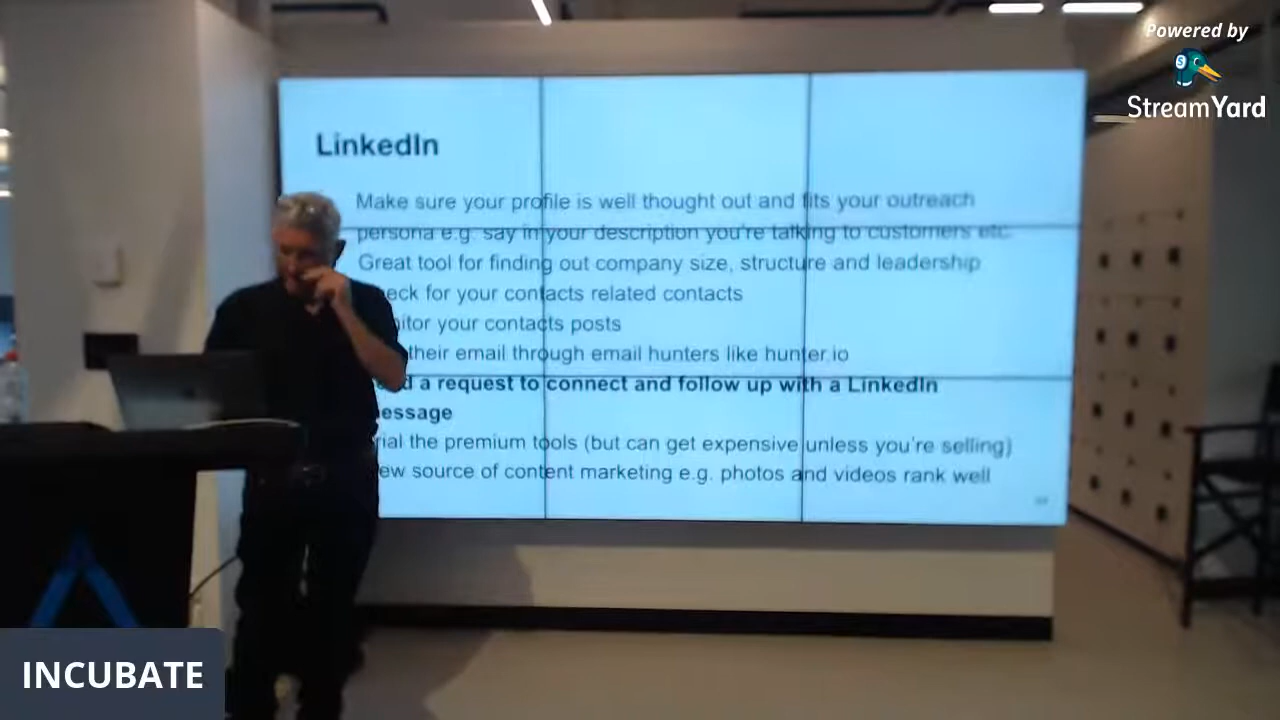 Powered by
StreamYard
LinkedIn
Make sure your profile is well thought out and fits your outreach
persona e.g. say in your description you're talking to customers etc.
Great tool for finding out company size, structure and leadership
eck for your contacts related contacts
itor your contacts posts
their email through email hunters like hunter.io
d a request to connect and follow up with a LinkedIn
essage
rial the premium tools (but can get expensive unless you're selling)
ew source of content marketing e.g. photos and videos rank well
INCUBATE